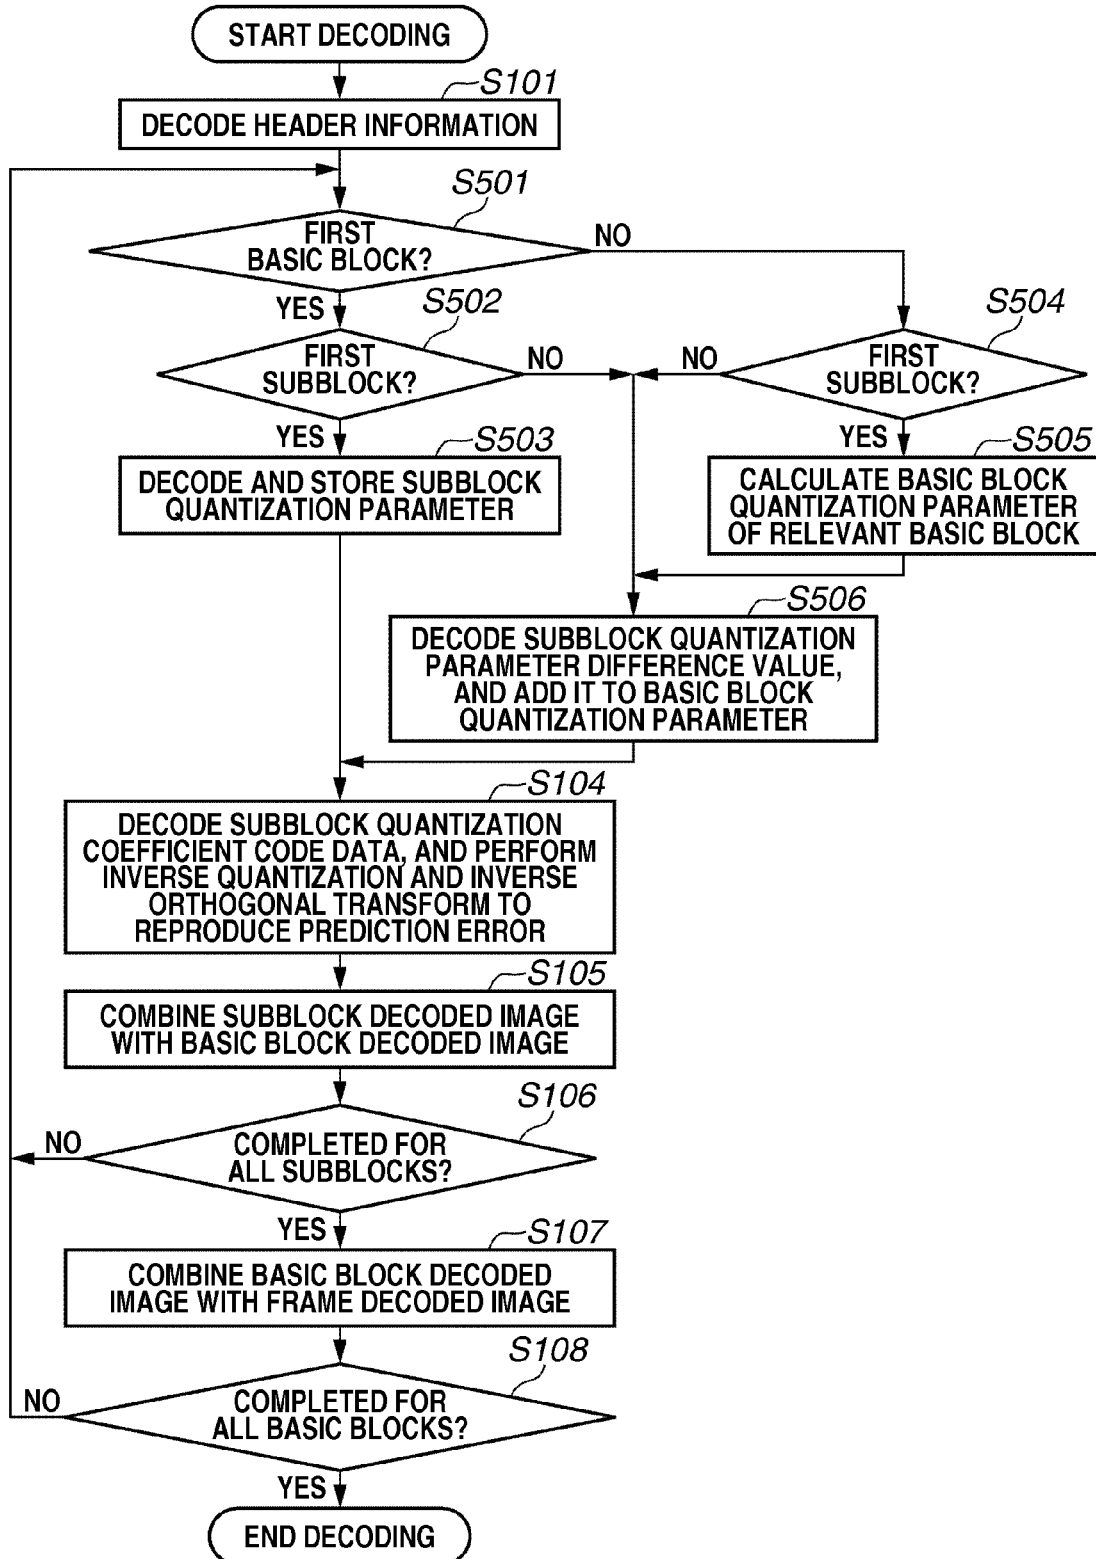 START DECODING
S101
DECODE HEADER INFORMATION
S501
FIRST
BASIC BLOCK?
NO
YES
S502
FIRST
SUBBLOCK?
NO
S504
FIRST
SUBBLOCK?
NO
YES
S503
DECODE AND STORE SUBBLOCK
QUANTIZATION PARAMETER
YES
S505
CALCULATE BASIC BLOCK
QUANTIZATION PARAMETER
OF RELEVANT BASIC BLOCK
S506
DECODE SUBBLOCK QUANTIZATION
PARAMETER DIFFERENCE VALUE,
AND ADD IT TO BASIC BLOCK
QUANTIZATION PARAMETER
S104
DECODE SUBBLOCK QUANTIZATION
COEFFICIENT CODE DATA, AND PERFORM
INVERSE QUANTIZATION AND INVERSE
ORTHOGONAL TRANSFORM TO
REPRODUCE PREDICTION ERROR
S105
COMBINE SUBBLOCK DECODED IMAGE
WITH BASIC BLOCK DECODED IMAGE
S106
COMPLETED FOR
ALL SUBBLOCKS?
NO
YES
S107
COMBINE BASIC BLOCK DECODED
IMAGE WITH FRAME DECODED IMAGE
S108
COMPLETED FOR
ALL BASIC BLOCKS?
NO
YES
END DECODING